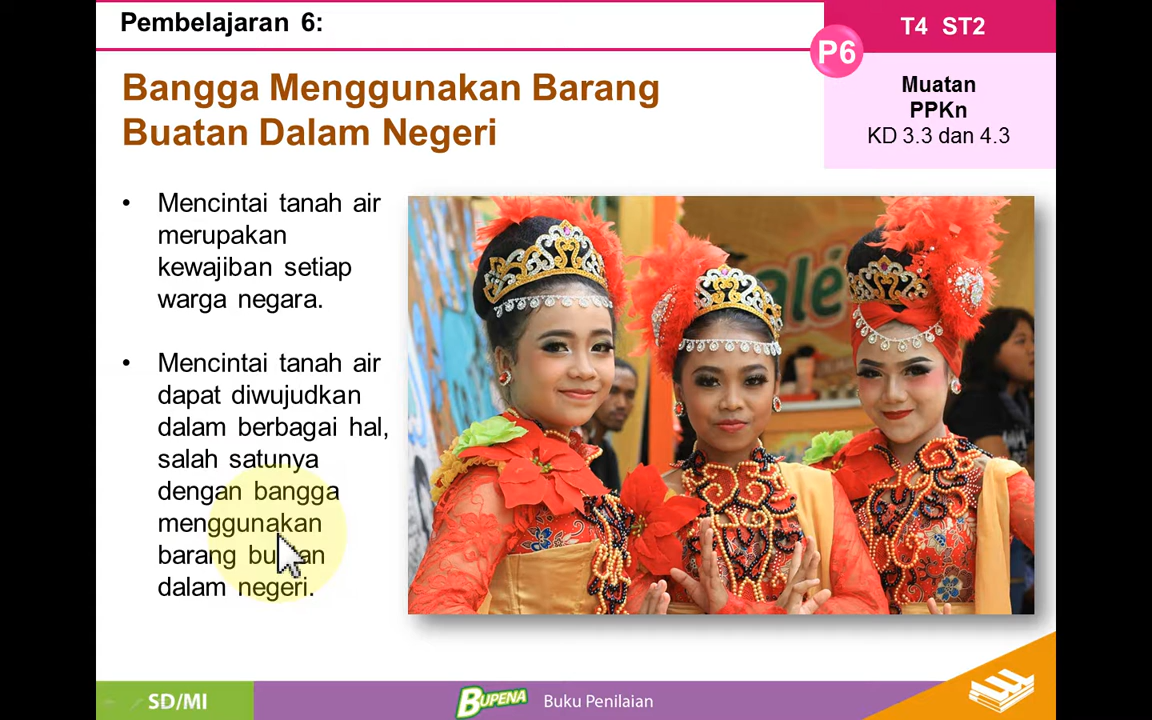 Pembelajaran 6:
T4 ST2
P6
Muatan
PPKn
KD 3.3 dan 4.3
Bangga Menggunakan Barang
Buatan Dalam Negeri
• Mencintai tanah air
merupakan
kewajiban setiap
warga negara.
• Mencintai tanah air
dapat diwujudkan
dalam berbagai hal,
salah satunya
dengan bangga
menggunakan
barang buatan
dalam negeri.
alé
SD/MI
BUPENA
Buku Penilaian